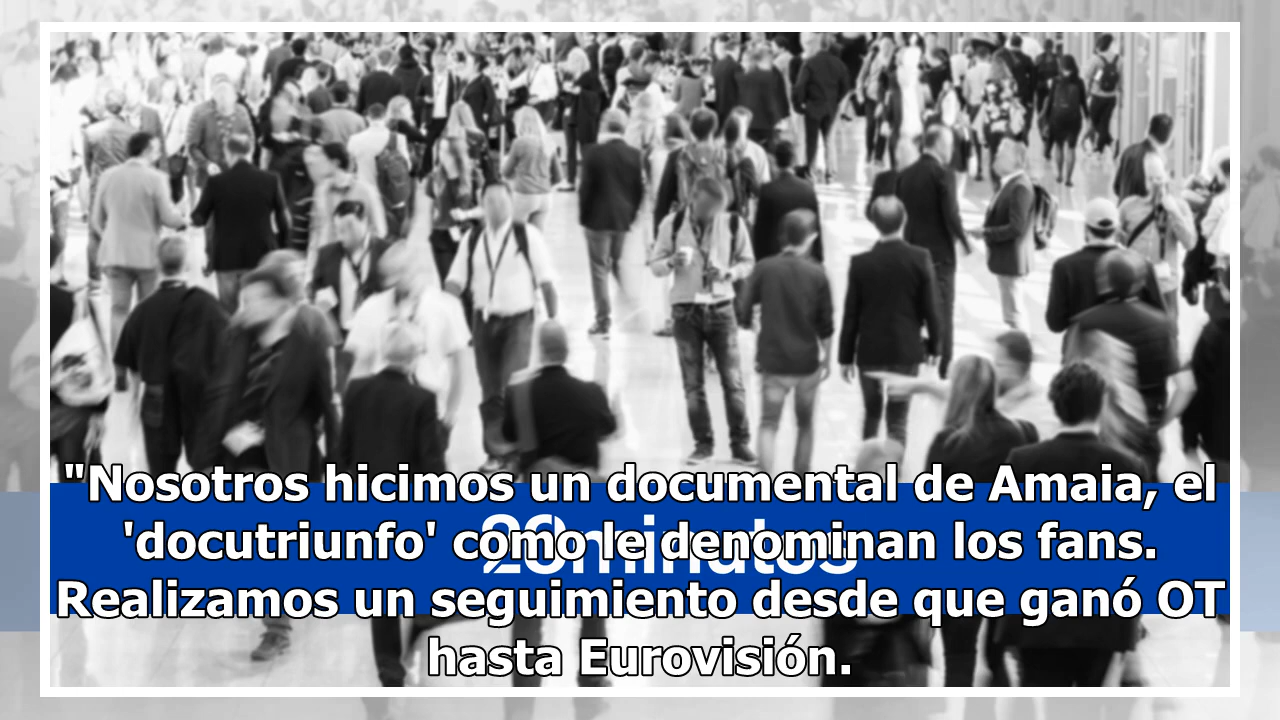 "Nosotros hicimos un documental de Amaia, el
'docutriunfo' como le denominan los fans.
20minutos
Realizamos un seguimiento desde que ganó OT
hasta Eurovisión.